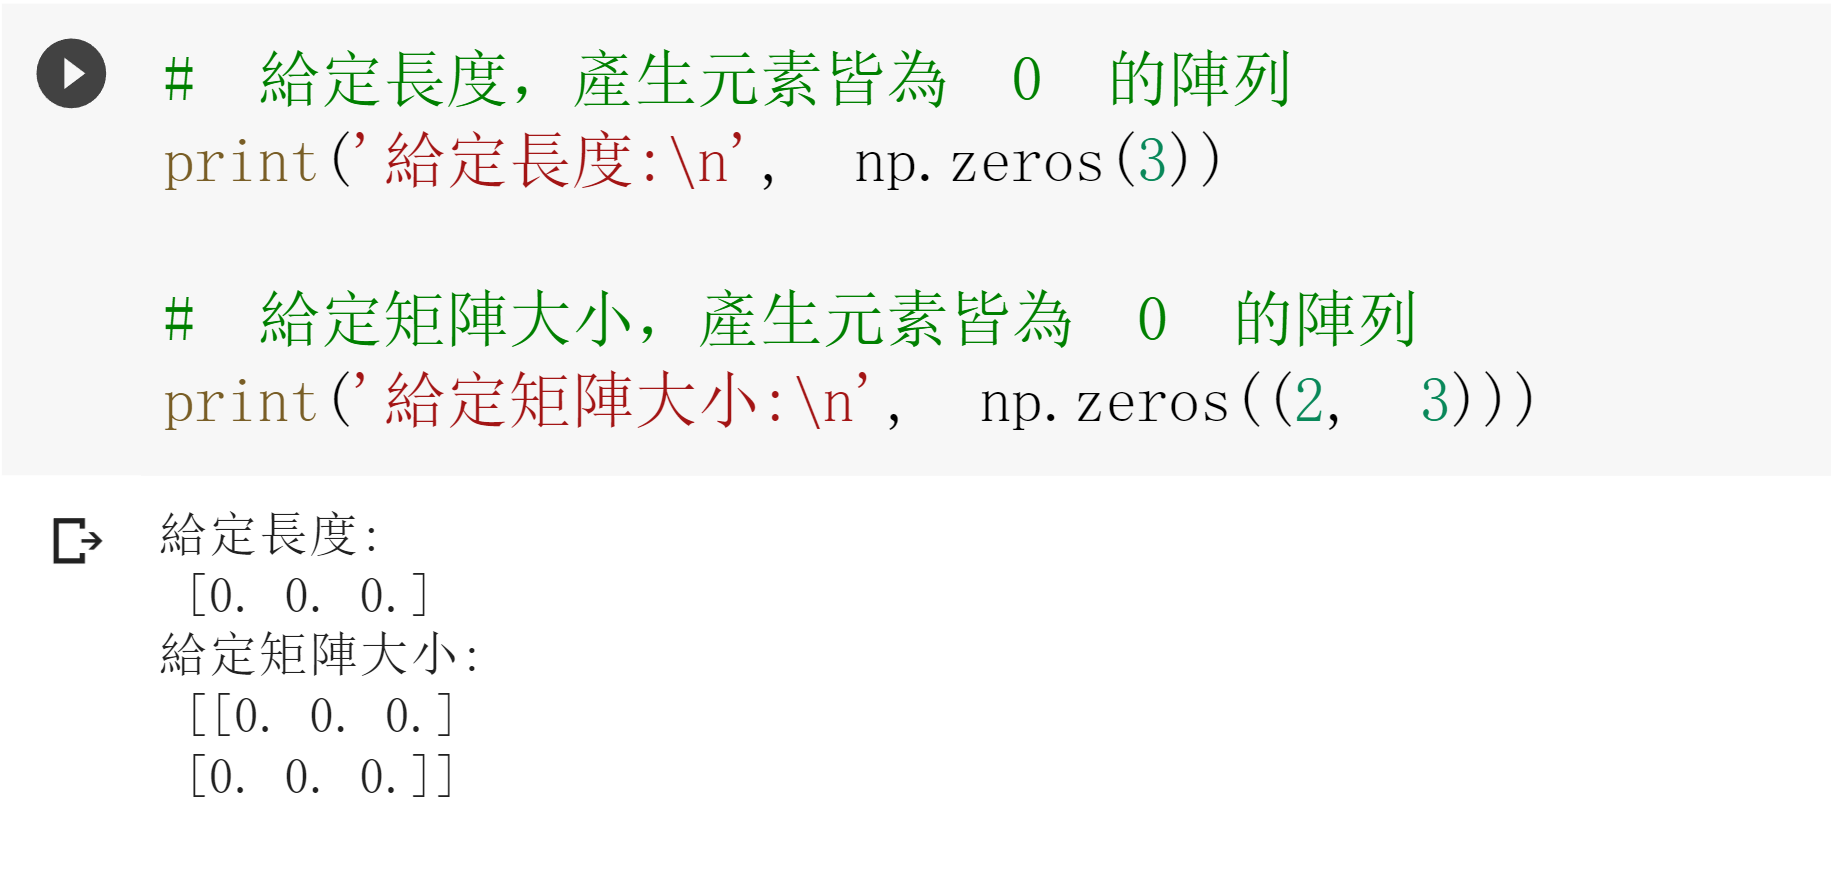 # 給定長度，產生元素皆為 0 的陣列
print('給定長度:\n', np.zeros(3))
# 給定矩陣大小，產生元素皆為 0 的陣列
print('給定矩陣大小:\n', np.zeros((2, 3)))
給定長度:
[0. 0. 0.]
給定矩陣大小:
[[0. 0. 0.]
[0. 0. 0.]]